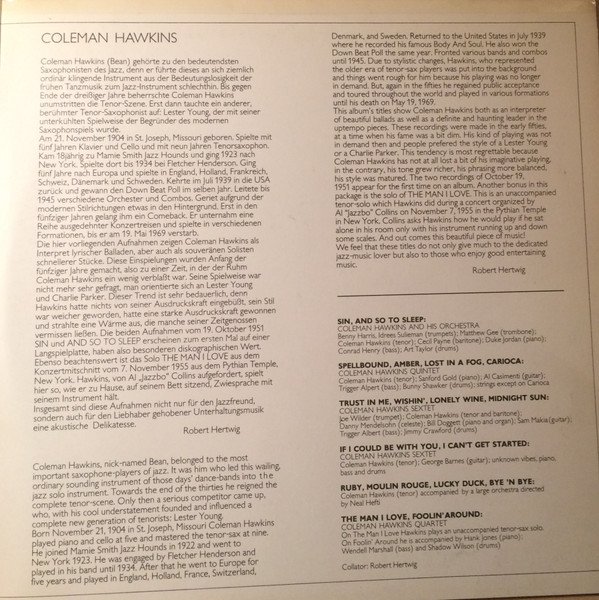 COLEMAN HAWKINS
Coleman Hawkins (Bean) gehörte zu den bedeutendsten
Saxophonisten des Jazz, denn er führte dieses an sich ziemlich
ordinär klingende Instrument aus der Bedeutungslosigkeit der
frühen Tanzmusik zum Jazz-Instrument schlechthin. Bis gegen
Ende der dreißiger Jahre beherrschte Coleman Hawkins
unumstritten die Tenor-Szene. Erst dann tauchte ein anderer,
berühmter Tenor-Saxophonist auf: Lester Young, der mit seiner
unterkühlten Spielweise der Begründer des modernen
Saxophonspiels wurde.
Am 21. November 1904 in St. Joseph, Missouri geboren. Spielte mit
fünf Jahren Klavier und Cello und mit neun Jahren Tenorsaxophon.
Kam 18jährig zu Mamie Smith Jazz Hounds und ging 1923 nach
New York. Spielte dort bis 1934 bei Fletcher Henderson. Ging
fünf Jahre nach Europa und spielte in England, Holland, Frankreich,
Schweiz, Dänemark und Schweden. Kehrte im Juli 1939 in die USA
zurück und gewann den Down Beat Poll im selben Jahr. Leitete bis
1945 verschiedene Orchester und Combos. Geriet aufgrund der
modernen Stilrichtungen etwas in den Hintergrund. Erst in den
fünfziger Jahren gelang ihm ein Comeback. Er unternahm eine
Reihe ausgedehnter Konzertreisen und spielte in verschiedenen
Formationen, bis er am 19. Mai 1969 verstarb.
Die hier vorliegenden Aufnahmen zeigen Coleman Hawkins als
Interpret lyrischer Balladen, aber auch als souveränen Solisten
schnellerer Stücke. Diese Einspielungen wurden Anfang der
fünfziger Jahre gemacht, also zu einer Zeit, in der der Ruhm
Coleman Hawkins ein wenig verblaßt war. Seine Spielweise war
nicht mehr sehr gefragt, man orientierte sich an Lester Young
und Charlie Parker. Dieser Trend ist sehr bedauerlich, denn
Hawkins hatte nichts von seiner Ausdruckskraft eingebüßt, sein Stil
war weicher geworden, hatte eine starke Ausdruckskraft gewonnen
und strahlte eine Wärme aus, die manche seiner Zeitgenossen
vermissen ließen. Die beiden Aufnahmen vom 19. Oktober 1951
SIN und AND SO TO SLEEP erscheinen zum ersten Mal auf einer
Langspielplatte, haben also besonderen diskographischen Wert.
Ebenso beachtenswert ist das Solo THE MAN I LOVE aus dem
Konzertmitschnitt vom 7. November 1955 aus dem Pythian Temple,
New York. Hawkins, von Al „Jazzbo" Collins aufgefordert, spielt
hier so, wie er zu Hause, auf seinem Bett sitzend, Zwiesprache mit
seinem Instrument hält.
Insgesamt sind diese Aufnahmen nicht nur für den Jazzfreund,
sondern auch für den Liebhaber gehobener Unterhaltungsmusik
eine akustische Delikatesse.
Robert Hertwig
Coleman Hawkins, nick-named Bean, belonged to the most
important saxophone-players of jazz. It was him who led this wailing,
ordinary sounding instrument of those days' dance-bands into the
jazz solo instrument. Towards the end of the thirties he reigned the
complete tenor-scene. Only then a serious competitor came up,
who, with his cool understatement founded and influenced a
complete new generation of tenorists: Lester Young.
Born November 21, 1904 in St. Joseph, Missouri Coleman Hawkins
played piano and cello at five and mastered the tenor-sax at nine.
He joined Mamie Smith Jazz Hounds in 1922 and went to
New York 1923. He was engaged by Fletcher Henderson and
played in his band until 1934. After that he went to Europe for
five years and played in England, Holland, France, Switzerland,
Denmark, and Sweden. Returned to the United States in July 1939
where he recorded his famous Body And Soul. He also won the
Down Beat Poll the same year. Fronted various bands and combos
until 1945. Due to stylistic changes, Hawkins, who represented
the older era of tenor-sax players was put into the background
and things went rough for him because his playing was no longer
in demand. But, again in the fifties he regained public acceptance
and toured throughout the world and played in various formations
until his death on May 19, 1969.
This album's titles show Coleman Hawkins both as an interpreter
of beautiful ballads as well as a definite and haunting leader in the
uptempo pieces. These recordings were made in the early fifties,
at a time when his fame was a bit dim. His kind of playing was not
in demand then and people prefered the style of a Lester Young
or a Charlie Parker. This tendency is most regrettable because
Coleman Hawkins has not at all lost a bit of his imaginative playing,
in the contrary, his tone grew richer, his phrasing more balanced,
his style was matured. The two recordings of October 19,
1951 appear for the first time on an album. Another bonus in this
package is the solo of THE MAN I LOVE. This is an unaccompanied
tenor-solo which Hawkins did during a concert organized by
Al "Jazzbo" Collins on November 7, 1955 in the Pythian Temple
in New York. Collins asks Hawkins how he would play if he sat
alone in his room only with his instrument running up and down
some scales. And out comes this beautiful piece of music!
We feel that these titles do not only give much to the dedicated
jazz-music lover but also to those who enjoy good entertaining
music.
Robert Hertwig
SIN, AND SO TO SLEEP:
COLEMAN HAWKINS AND HIS ORCHESTRA
Benny Harris, Idrees Sulieman (trumpets); Matthew Gee (trombone);
Coleman Hawkins (tenor); Cecil Payne (baritone); Duke Jordan (piano);
Conrad Henry (bass); Art Taylor (drums)
SPELLBOUND, AMBER, LOST IN A FOG, CARIOCA:
COLEMAN HAWKINS QUINTET
Coleman Hawkins (tenor); Sanford Gold (piano); Al Casimenti (guitar);
Trigger Alpert (bass); Bunny Shawker (drums); strings except on Carioca
TRUST IN ME, WISHIN', LONELY WINE, MIDNIGHT SUN:
COLEMAN HAWKINS SEXTET
Joe Wilder (trumpet); Coleman Hawkins (tenor and baritone);
Danny Mendelsohn (celeste); Bill Doggett (piano and organ); Sam Makia (guitar);
Trigger Alpert (bass); Jimmy Crawford (drums)
IF I COULD BE WITH YOU, I CAN'T GET STARTED:
COLEMAN HAWKINS SEXTET
Coleman Hawkins (tenor); George Barnes (guitar); unknown vibes, piano,
bass and drums
RUBY, MOULIN ROUGE, LUCKY DUCK, BYE 'N BYE:
Coleman Hawkins (tenor) accompanied by a large orchestra directed
by Neal Hefti
THE MAN I LOVE, FOOLIN'AROUND:
COLEMAN HAWKINS QUARTET
On The Man I Love Hawkins plays an unaccompanied tenor-sax solo.
On Foolin' Around he is accompanied by Hank Jones (piano);
Wendell Marshall (bass) and Shadow Wilson (drums)
Collator: Robert Hertwig